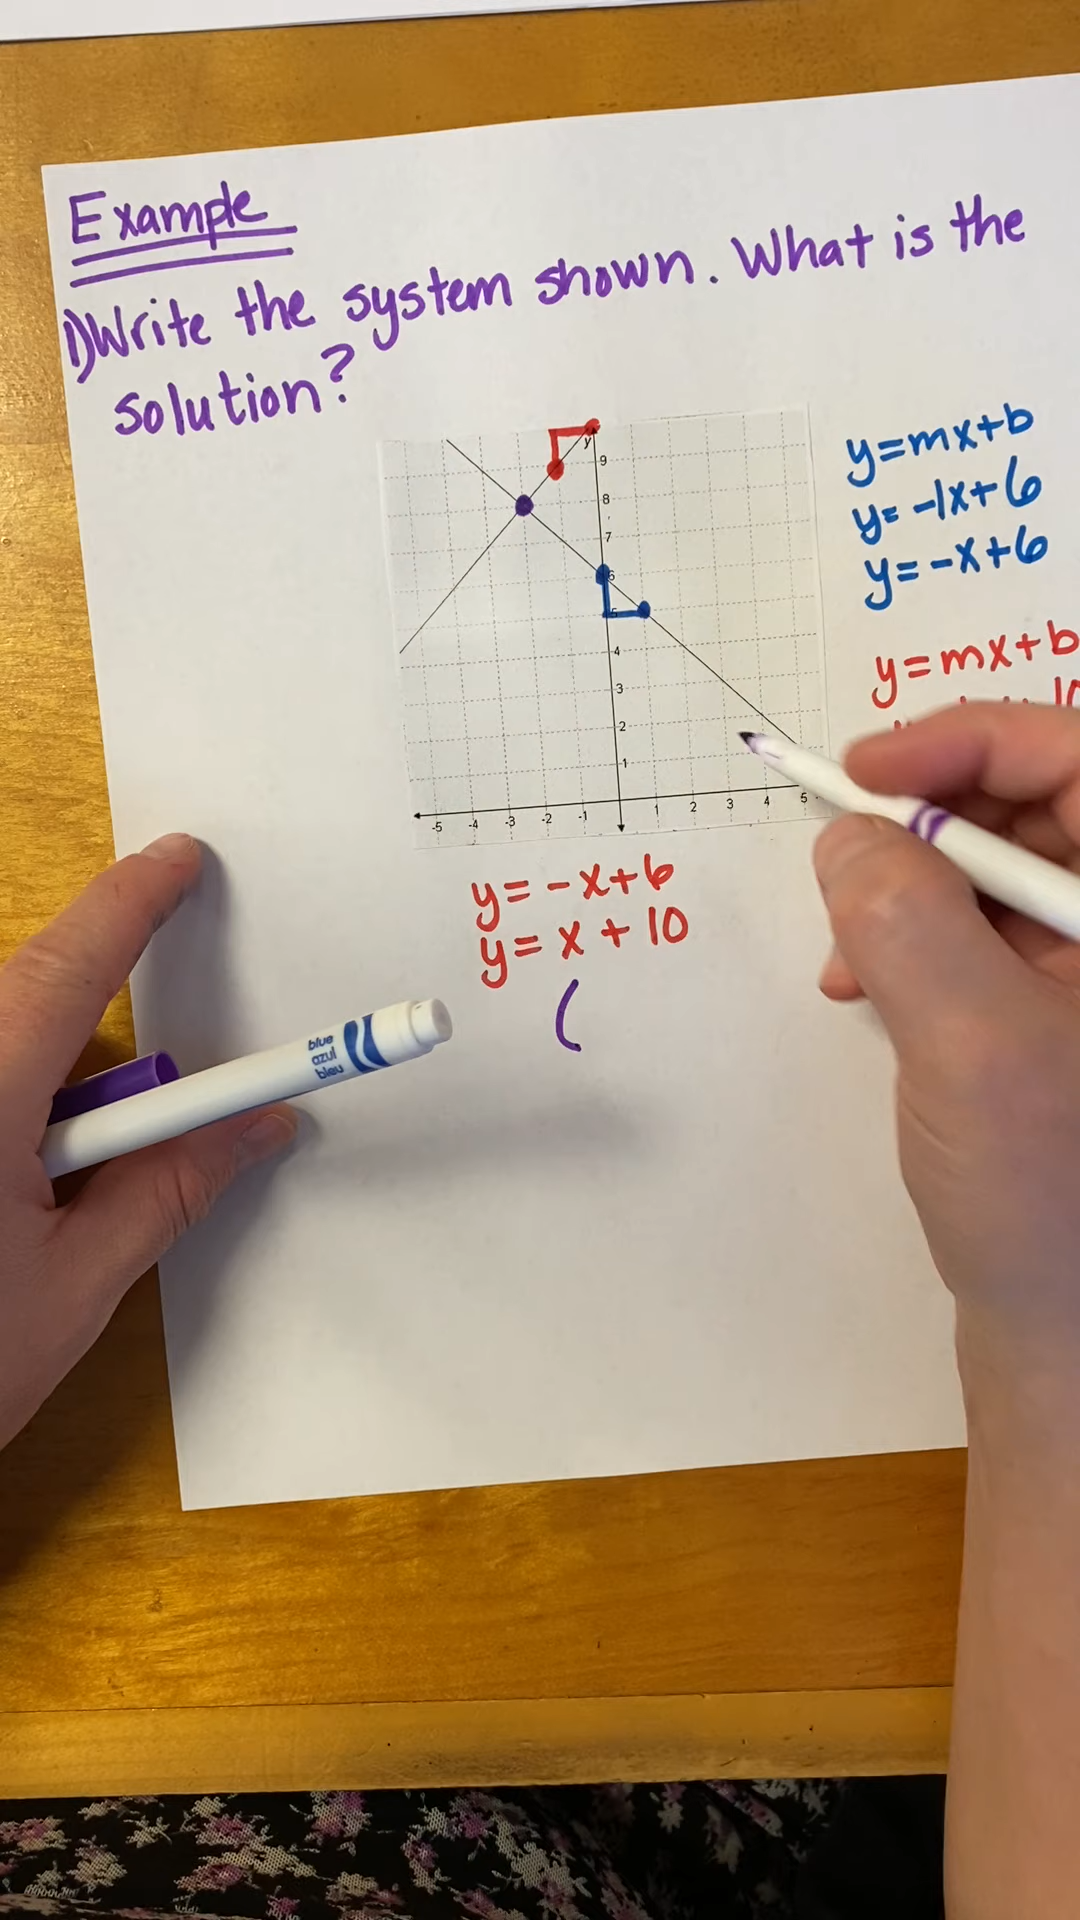 Example
1) Write the system shown. What is the
solution?
y
9
8
7
6
5
4
3
2
1
-5 -4 -3 -2 -1 1 2 3 4 5
y=mx+b
y=-1x+6
y=-x+6
y=mx+b
10
y=-x+6
y=x+10
(
blue
azul
bleu